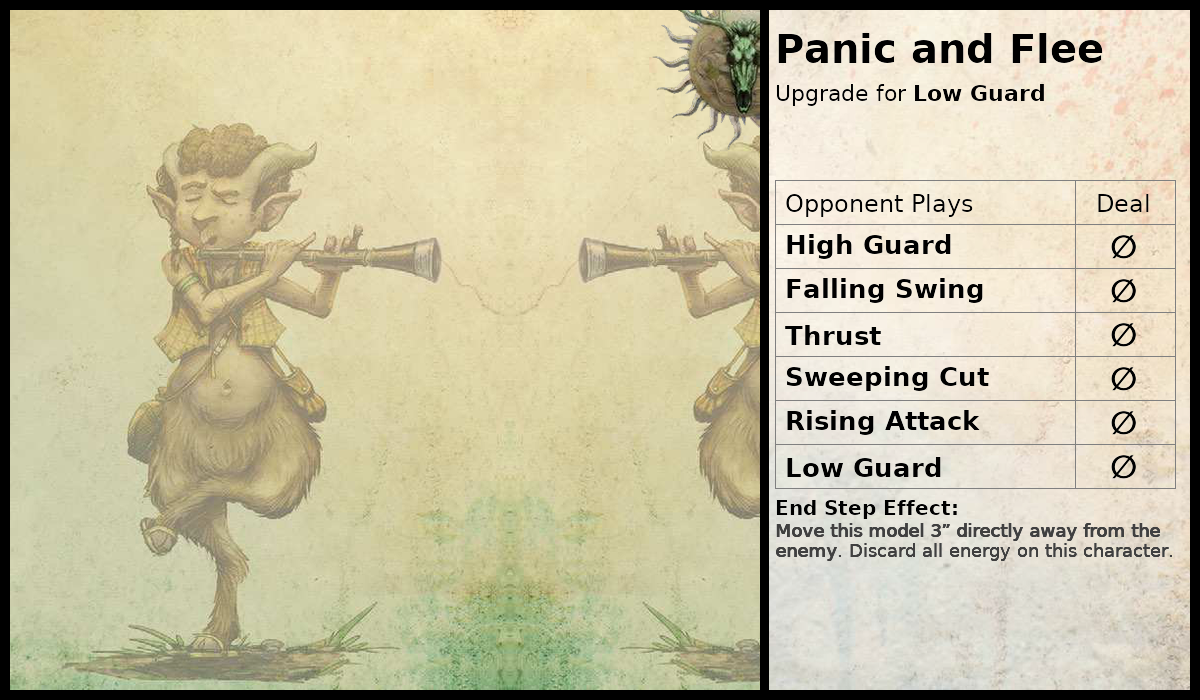 Panic and Flee
Upgrade for Low Guard
Opponent Plays Deal
High Guard ∅
Falling Swing ∅
Thrust ∅
Sweeping Cut ∅
Rising Attack ∅
Low Guard ∅
End Step Effect:
Move this model 3” directly away from the
enemy. Discard all energy on this character.